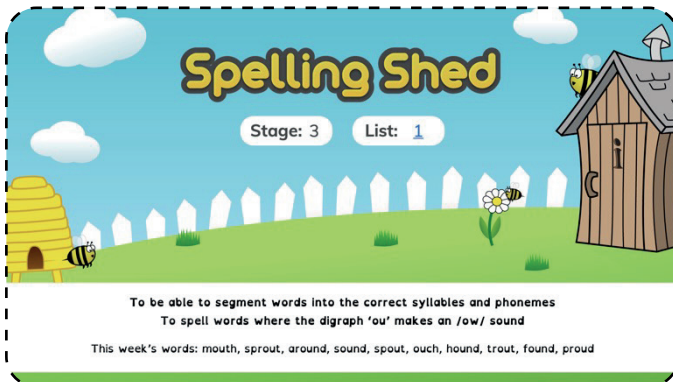 Spelling Shed
Stage: 3 List: 1
i
To be able to segment words into the correct syllables and phonemes
To spell words where the digraph 'ou' makes an /ow/ sound
This week's words: mouth, sprout, around, sound, spout, ouch, hound, trout, found, proud